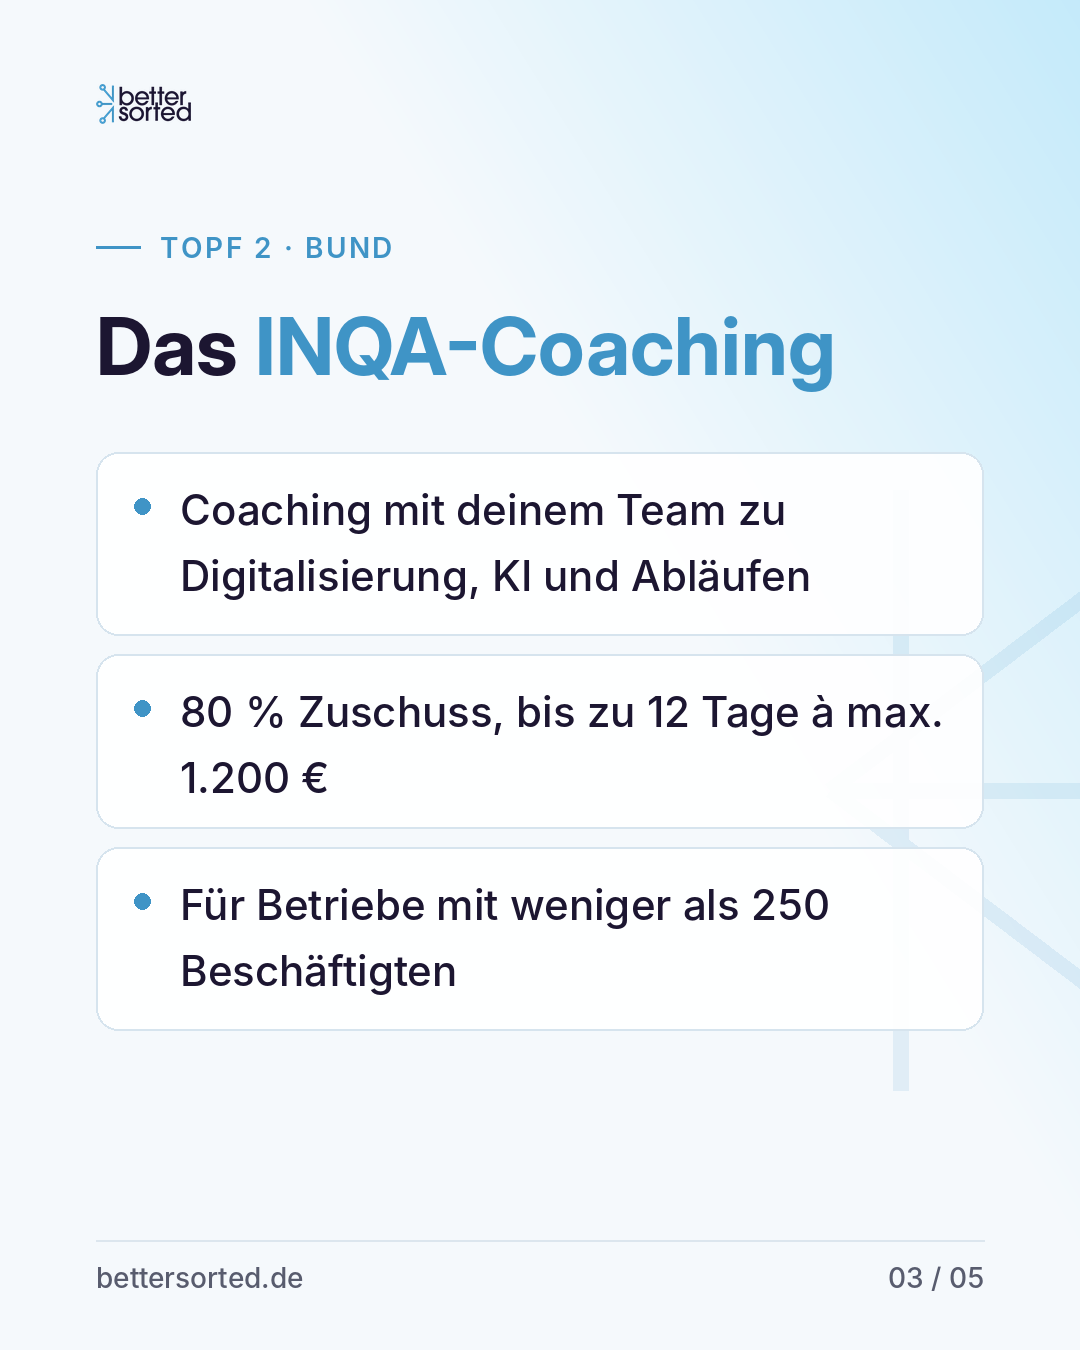 better
sorted
TOPF 2 · BUND
Das INQA-Coaching
Coaching mit deinem Team zu
Digitalisierung, KI und Abläufen
80 % Zuschuss, bis zu 12 Tage à max.
1.200 €
Für Betriebe mit weniger als 250
Beschäftigten
bettersorted.de
03 / 05